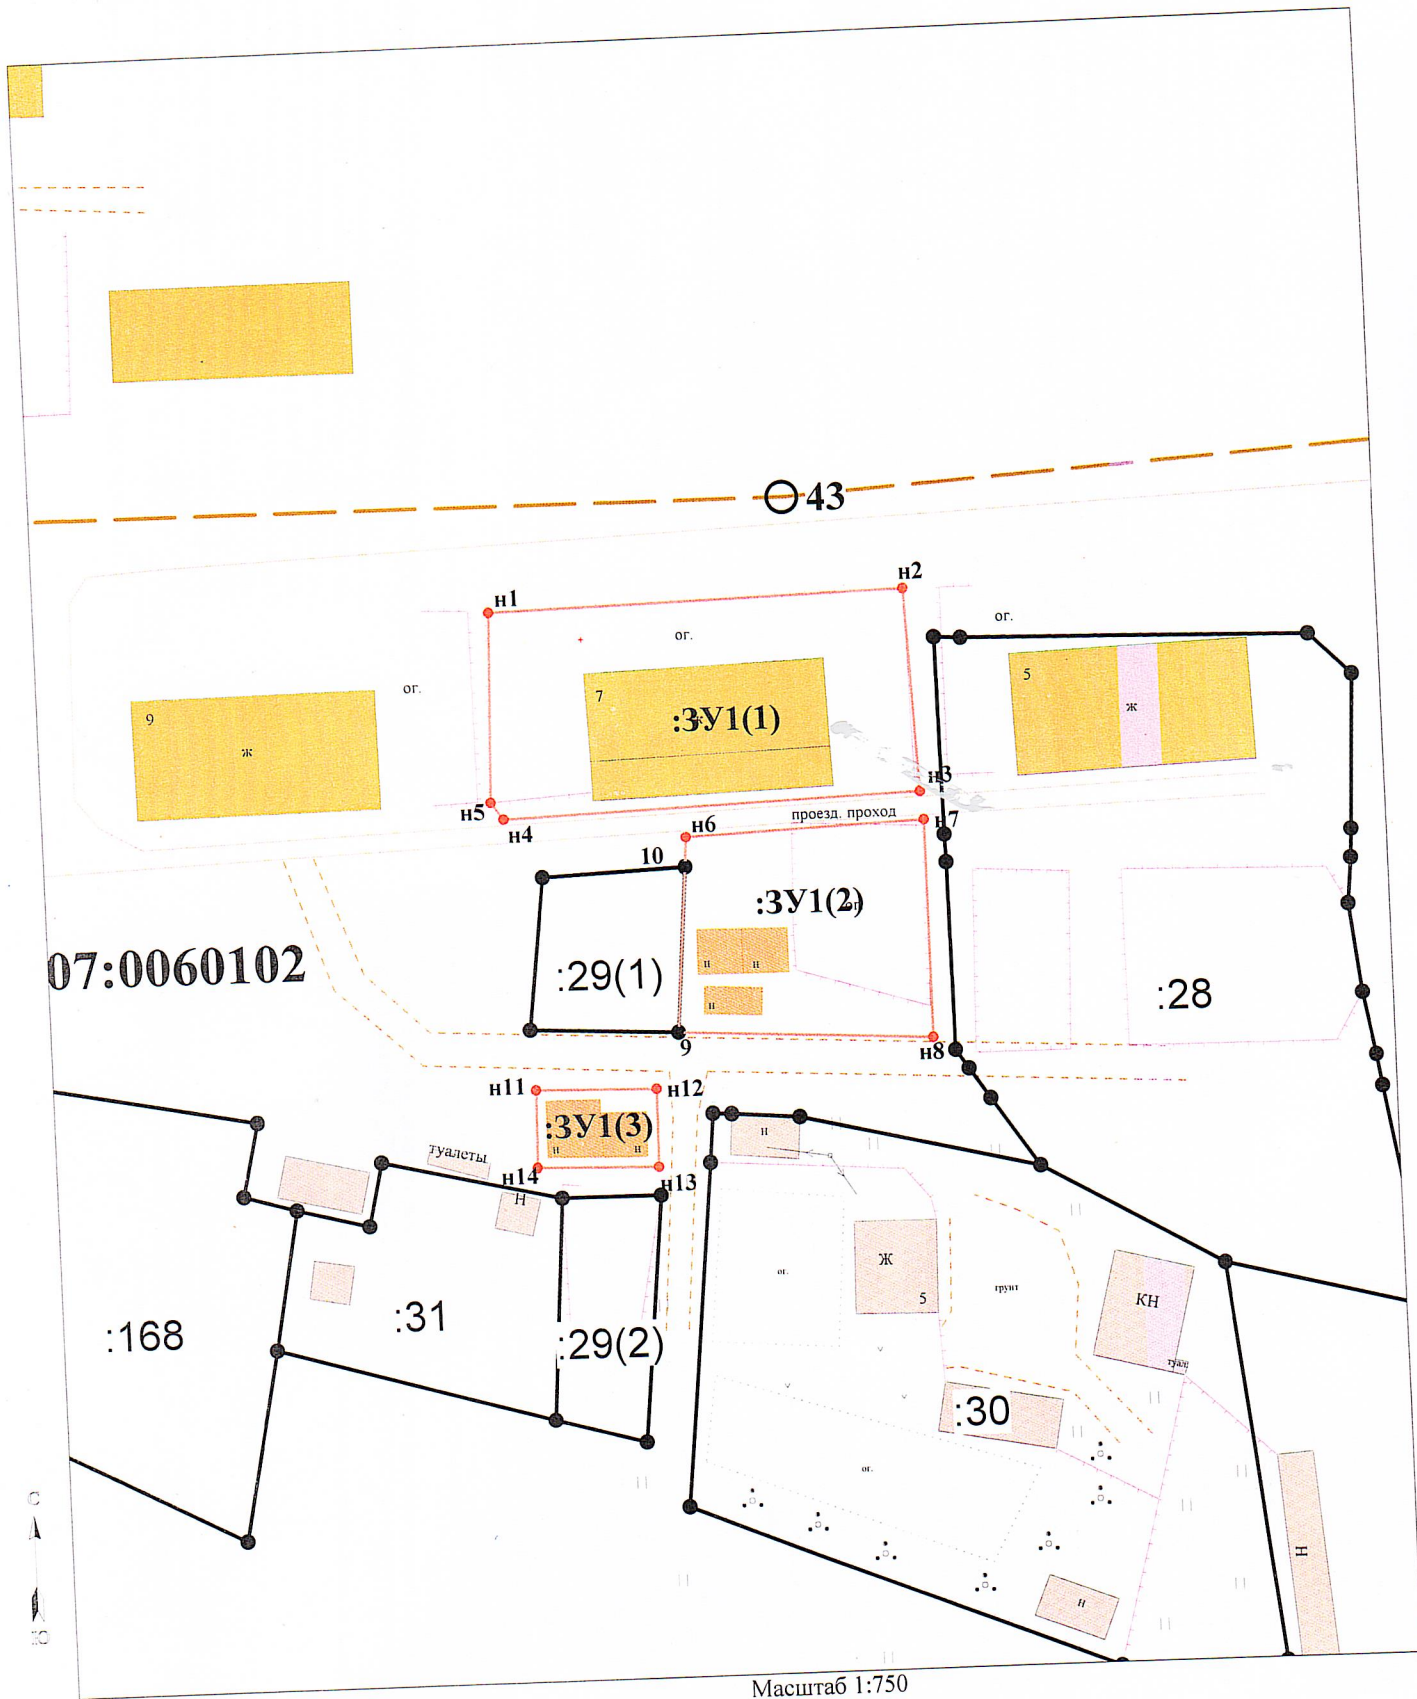 43
н2
н1
ог.
ог.
5
ог.
7
ж
9
:ЗУ1(1)
ж
н3
н5
н4
проезд, проход
н7
н6
10
:ЗУ1(2)
ог.
07:0060102
:29(1)
н
н
:28
н
9
н8
н11
н12
:ЗУ1(3)
н
н
н
туалеты
н14
н13
Н
Ж
ог.
грунт
5
КН
:168
:31
:29(2)
туал.
:30
ог.
С
Н
н
Ю
Масштаб 1:750